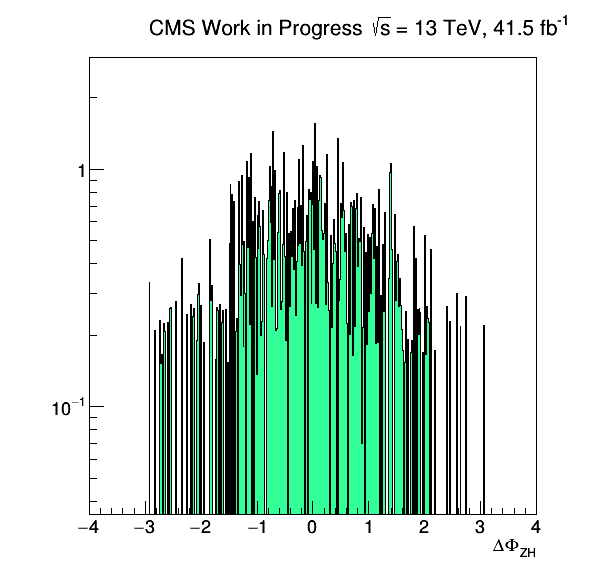 CMS Work in Progress √s = 13 TeV, 41.5 fb⁻¹
1
10⁻¹
−4 −3 −2 −1 0 1 2 3 4
ΔΦ_ZH